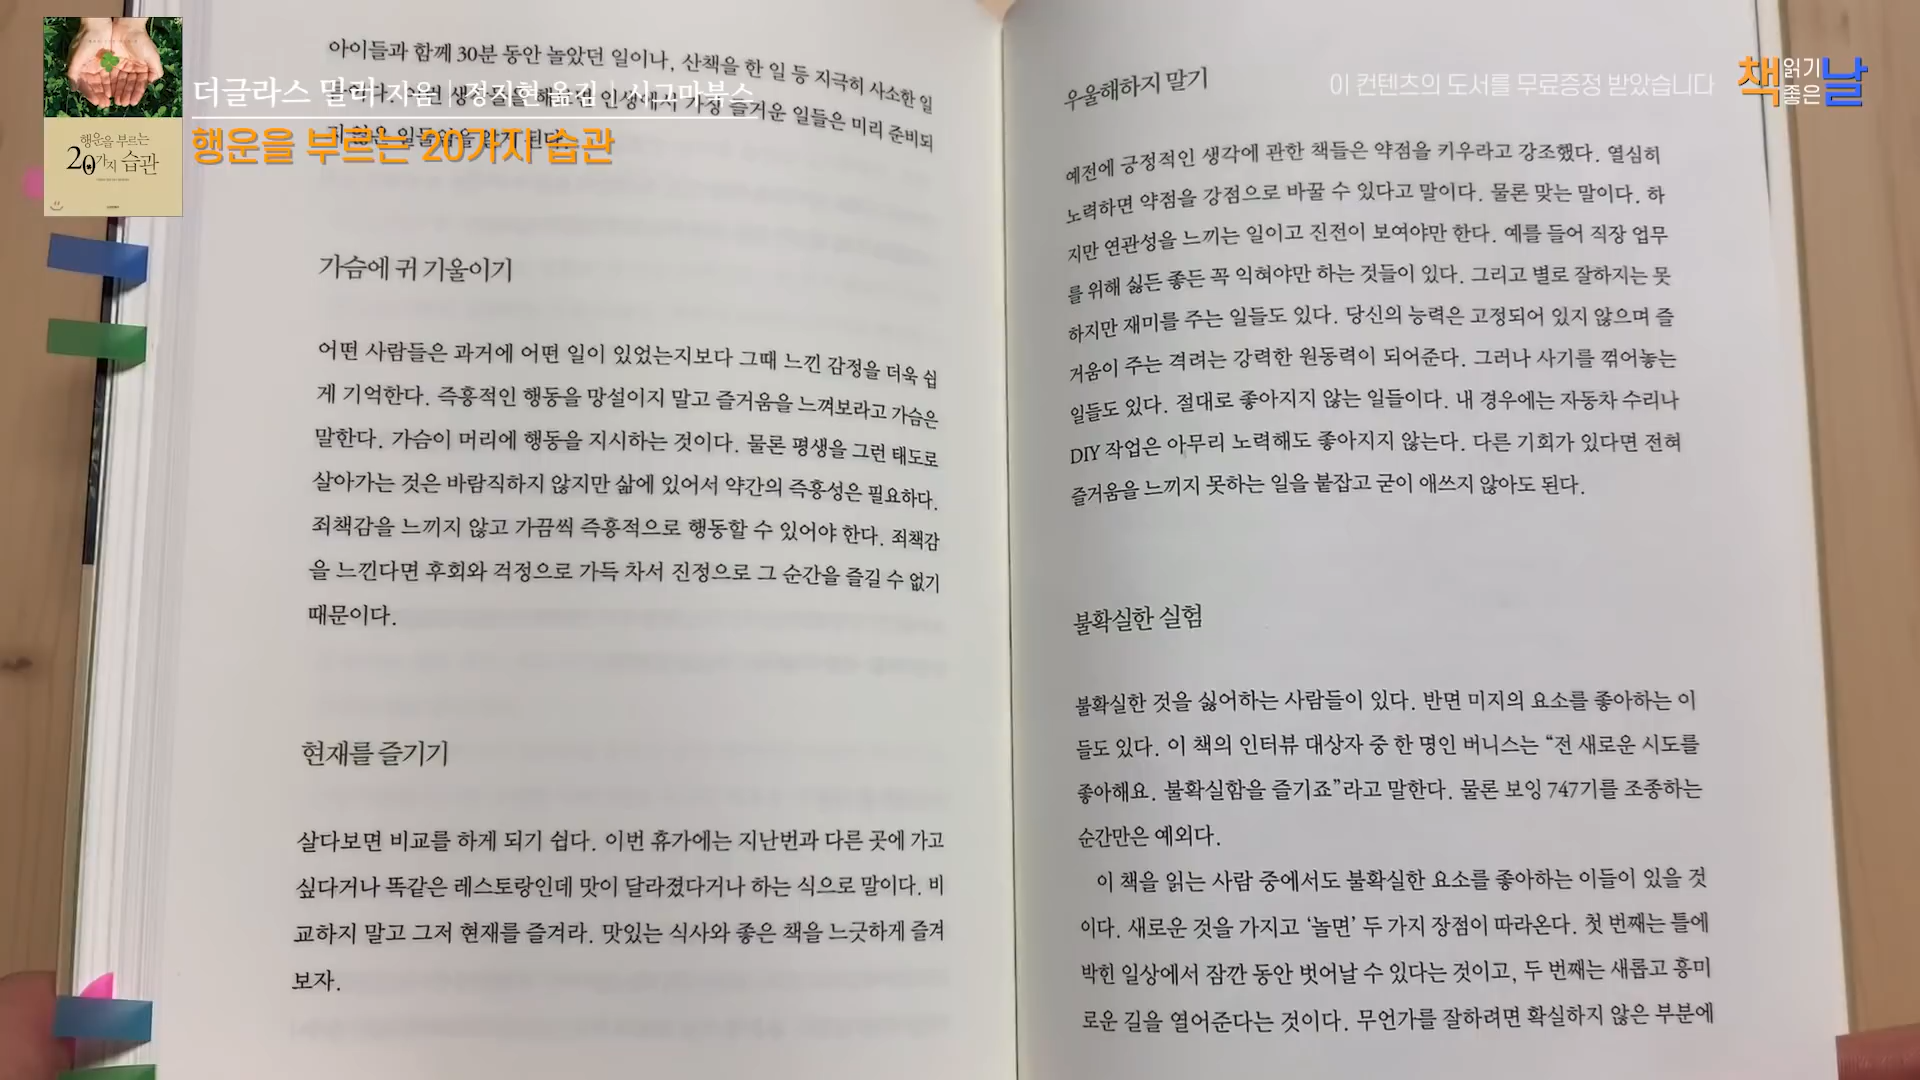 더글라스 밀러 지음 | 정지현 옮김 | 시그마북스
행운을 부르는 20가지 습관
행운을 부르는
20가지 습관
이 컨텐츠의 도서를 무료증정 받았습니다
책 읽기 좋은 날
아이들과 함께 30분 동안 놀았던 일이나, 산책을 한 일 등 지극히 사소한 일
인생에서 가장 즐거운 일들은 미리 준비되
된다.
가슴에 귀 기울이기
어떤 사람들은 과거에 어떤 일이 있었는지보다 그때 느낀 감정을 더욱 쉽
게 기억한다. 즉흥적인 행동을 망설이지 말고 즐거움을 느껴보라고 가슴은
말한다. 가슴이 머리에 행동을 지시하는 것이다. 물론 평생을 그런 태도로
살아가는 것은 바람직하지 않지만 삶에 있어서 약간의 즉흥성은 필요하다.
죄책감을 느끼지 않고 가끔씩 즉흥적으로 행동할 수 있어야 한다. 죄책감
을 느낀다면 후회와 걱정으로 가득 차서 진정으로 그 순간을 즐길 수 없기
때문이다.
현재를 즐기기
살다보면 비교를 하게 되기 쉽다. 이번 휴가에는 지난번과 다른 곳에 가고
싶다거나 똑같은 레스토랑인데 맛이 달라졌다거나 하는 식으로 말이다. 비
교하지 말고 그저 현재를 즐겨라. 맛있는 식사와 좋은 책을 느긋하게 즐겨
보자.
우울해하지 말기
예전에 긍정적인 생각에 관한 책들은 약점을 키우라고 강조했다. 열심히
노력하면 약점을 강점으로 바꿀 수 있다고 말이다. 물론 맞는 말이다. 하
지만 연관성을 느끼는 일이고 진전이 보여야만 한다. 예를 들어 직장 업무
를 위해 싫든 좋든 꼭 익혀야만 하는 것들이 있다. 그리고 별로 잘하지는 못
하지만 재미를 주는 일들도 있다. 당신의 능력은 고정되어 있지 않으며 즐
거움이 주는 격려는 강력한 원동력이 되어준다. 그러나 사기를 꺾어놓는
일들도 있다. 절대로 좋아지지 않는 일들이다. 내 경우에는 자동차 수리나
DIY 작업은 아무리 노력해도 좋아지지 않는다. 다른 기회가 있다면 전혀
즐거움을 느끼지 못하는 일을 붙잡고 굳이 애쓰지 않아도 된다.
불확실한 실험
불확실한 것을 싫어하는 사람들이 있다. 반면 미지의 요소를 좋아하는 이
들도 있다. 이 책의 인터뷰 대상자 중 한 명인 버니스는 “전 새로운 시도를
좋아해요. 불확실함을 즐기죠”라고 말한다. 물론 보잉 747기를 조종하는
순간만은 예외다.
이 책을 읽는 사람 중에서도 불확실한 요소를 좋아하는 이들이 있을 것
이다. 새로운 것을 가지고 ‘놀면’ 두 가지 장점이 따라온다. 첫 번째는 틀에
박힌 일상에서 잠깐 동안 벗어날 수 있다는 것이고, 두 번째는 새롭고 흥미
로운 길을 열어준다는 것이다. 무언가를 잘하려면 확실하지 않은 부분에